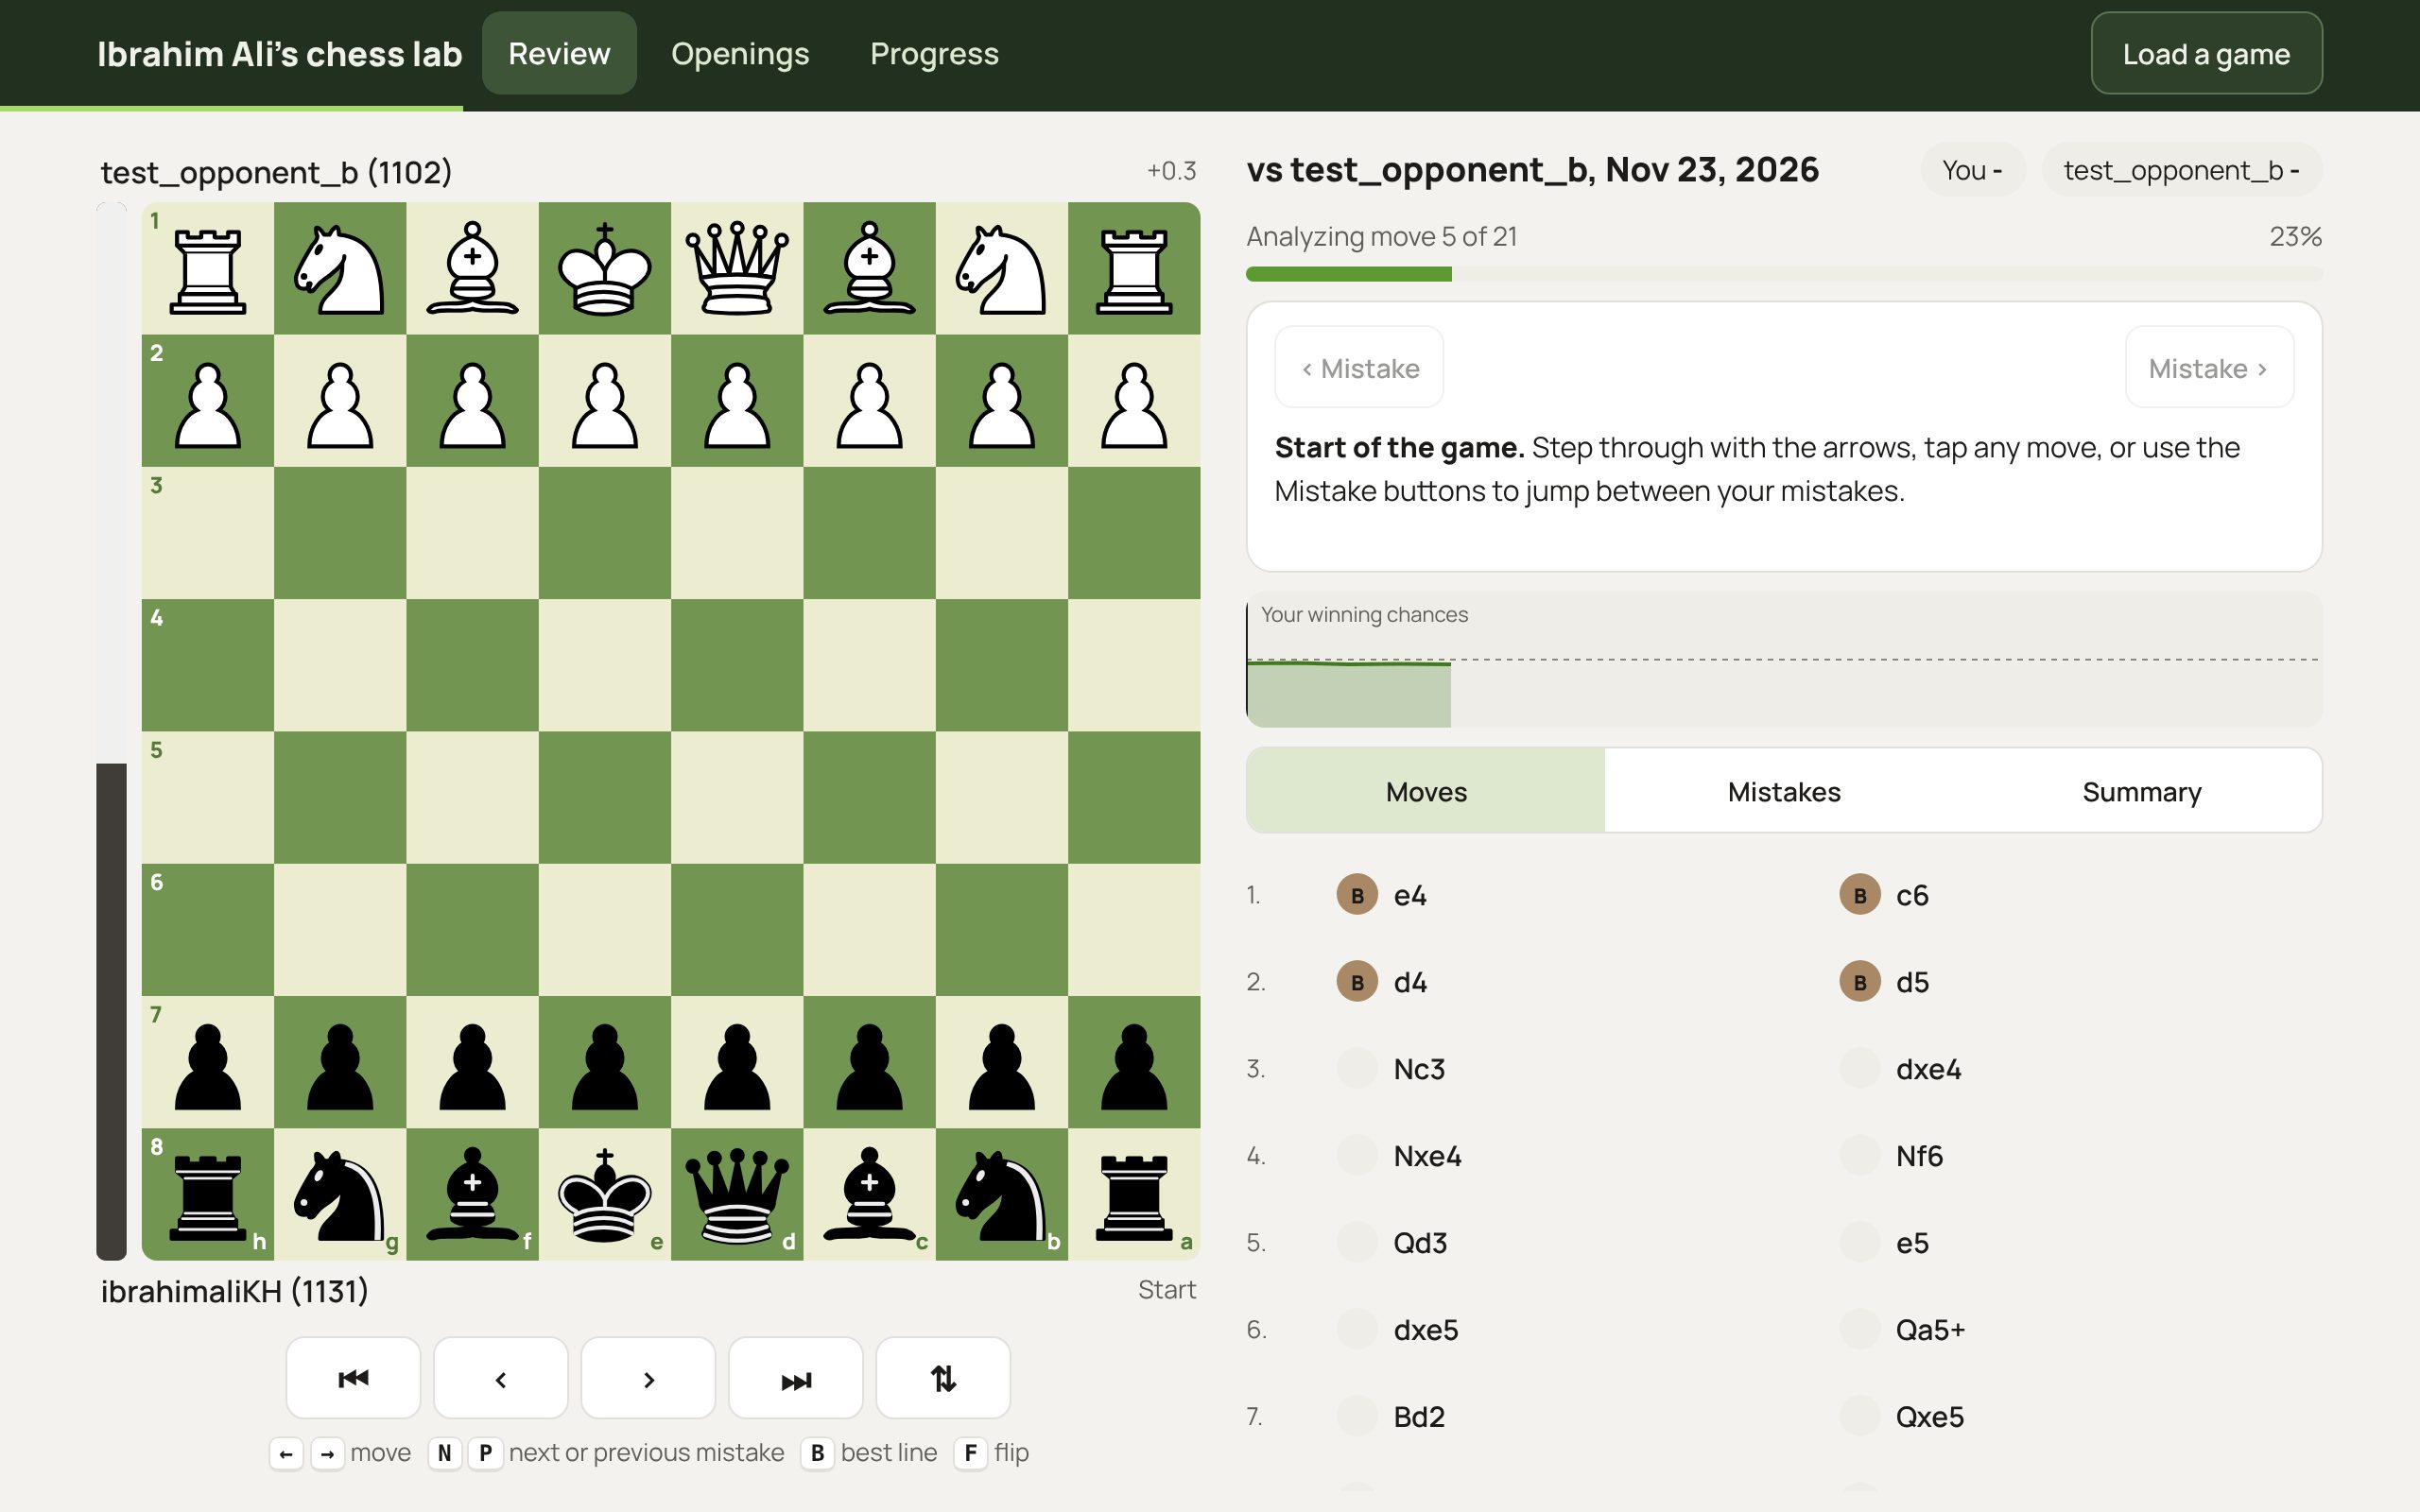 Ibrahim Ali's chess lab Review Openings Progress Load a game
test_opponent_b (1102) +0.3
1
2
3
4
5
6
7
8
h g f e d c b a
ibrahimaliKH (1131) Start
⏮ ‹ › ⏭ ⇅
← → move N P next or previous mistake B best line F flip
vs test_opponent_b, Nov 23, 2026 You - test_opponent_b -
Analyzing move 5 of 21 23%
‹ Mistake Mistake ›
Start of the game. Step through with the arrows, tap any move, or use the
Mistake buttons to jump between your mistakes.
Your winning chances
Moves Mistakes Summary
1. B e4 B c6
2. B d4 B d5
3. Nc3 dxe4
4. Nxe4 Nf6
5. Qd3 e5
6. dxe5 Qa5+
7. Bd2 Qxe5